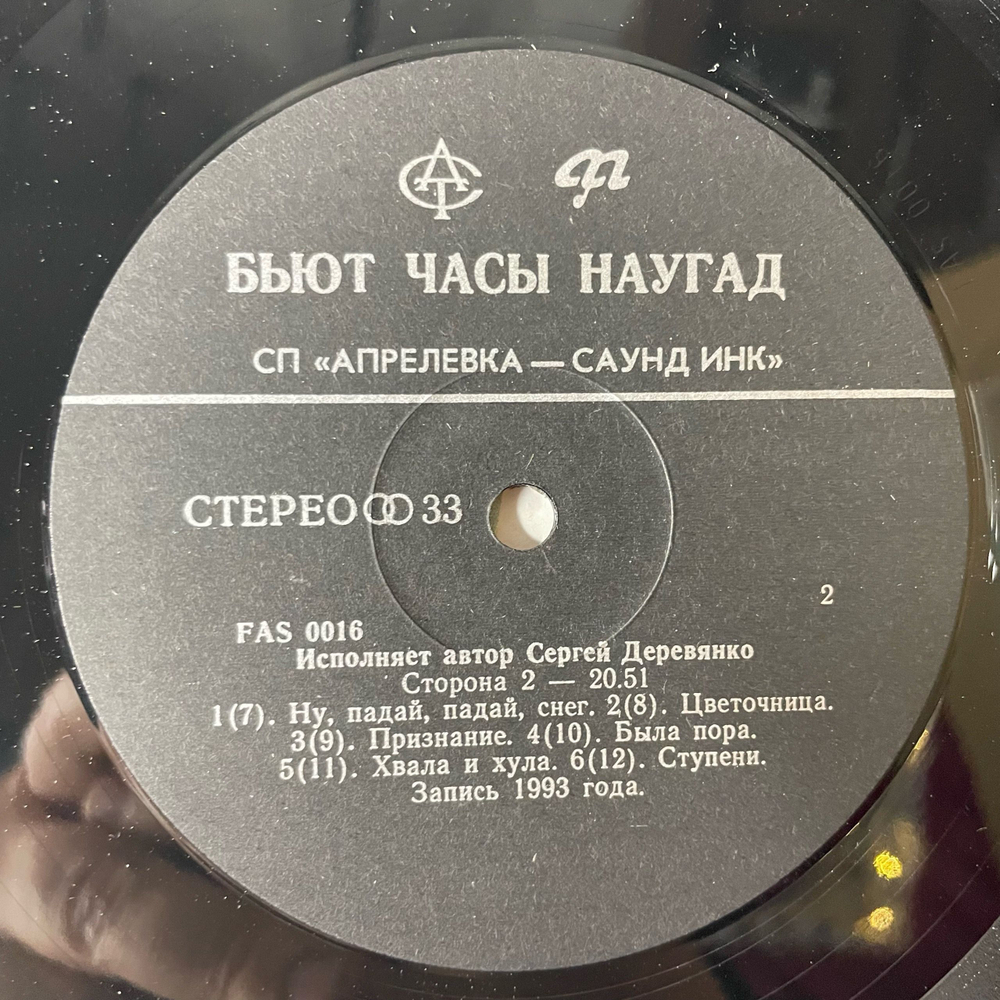 БЬЮТ ЧАСЫ НАУГАД
СП «АПРЕЛЕВКА — САУНД ИНК»
СТЕРЕО 33
2
FAS 0016
Исполняет автор Сергей Деревянко
Сторона 2 — 20.51
1(7). Ну, падай, падай, снег. 2(8). Цветочница.
3(9). Признание. 4(10). Была пора.
5(11). Хвала и хула. 6(12). Ступени.
Запись 1993 года.